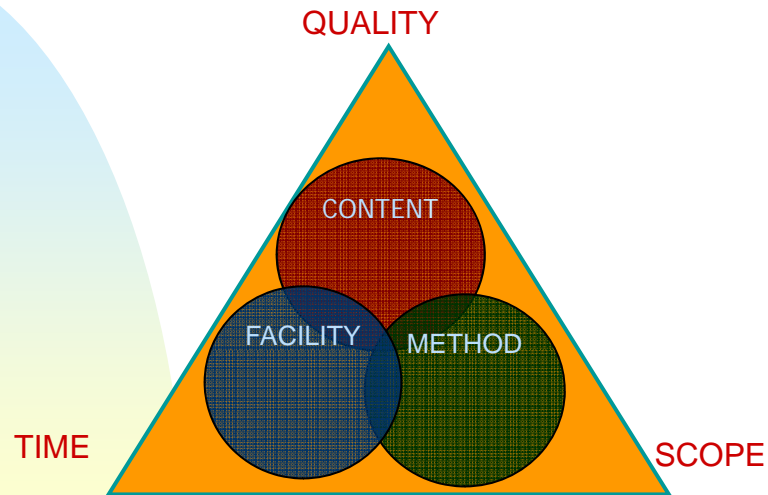 QUALITY
CONTENT
FACILITY
METHOD
TIME
SCOPE